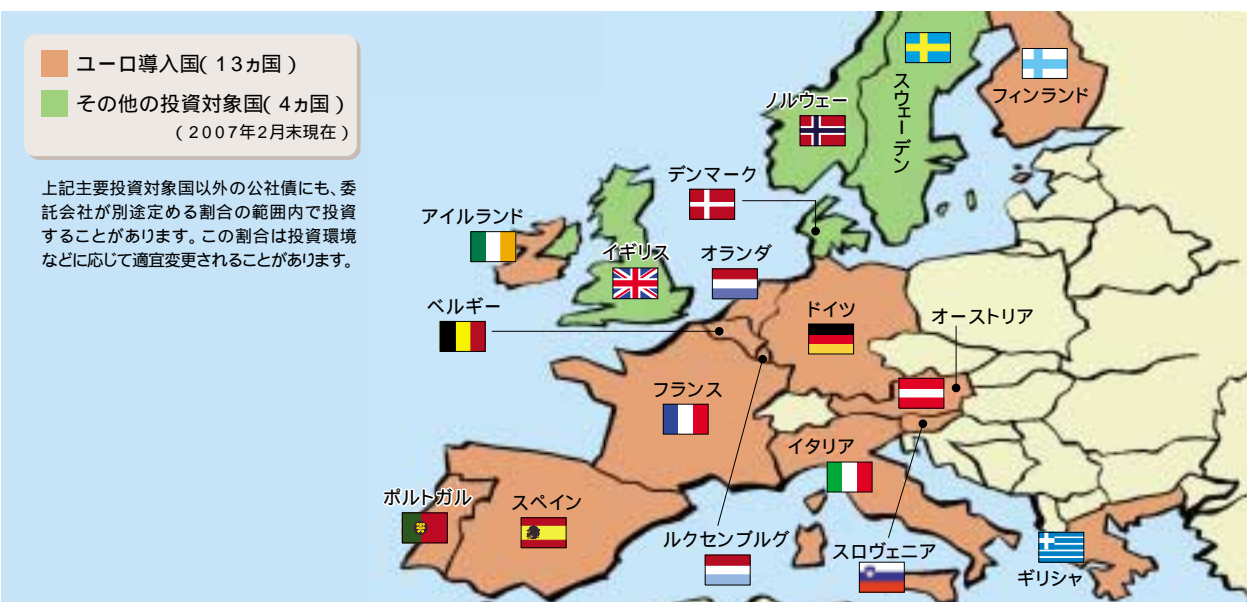 ユーロ導入国( 13ヵ国 )
その他の投資対象国( 4ヵ国 )
( 2007年2月末現在 )
上記主要投資対象国以外の公社債にも、委
託会社が別途定める割合の範囲内で投資
することがあります。この割合は投資環境
などに応じて適宜変更されることがあります。
スウェーデン
フィンランド
ノルウェー
デンマーク
アイルランド
イギリス
オランダ
ベルギー
ドイツ
オーストリア
フランス
イタリア
ポルトガル
スペイン
ルクセンブルグ
スロヴェニア
ギリシャ